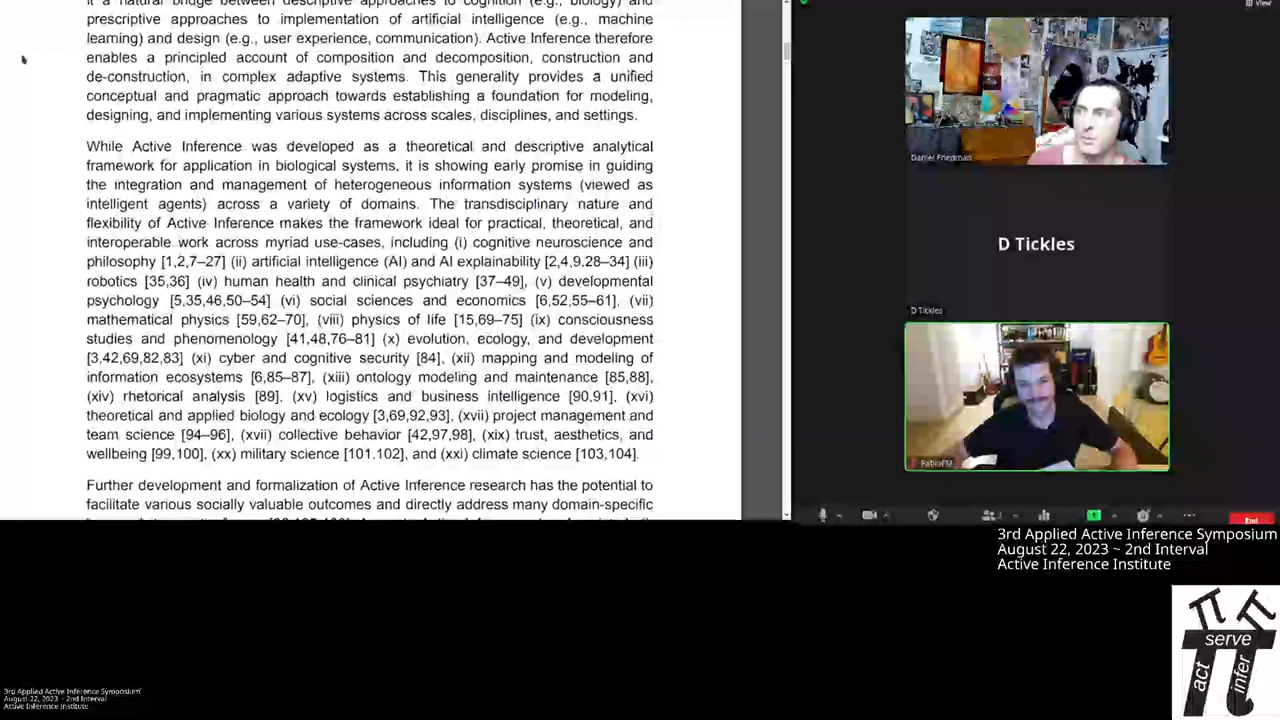 it a natural bridge between descriptive approaches to cognition (e.g., biology) and
prescriptive approaches to implementation of artificial intelligence (e.g., machine
learning) and design (e.g., user experience, communication). Active Inference therefore
enables a principled account of composition and decomposition, construction and
de-construction, in complex adaptive systems. This generality provides a unified
conceptual and pragmatic approach towards establishing a foundation for modeling,
designing, and implementing various systems across scales, disciplines, and settings.
While Active Inference was developed as a theoretical and descriptive analytical
framework for application in biological systems, it is showing early promise in guiding
the integration and management of heterogeneous information systems (viewed as
intelligent agents) across a variety of domains. The transdisciplinary nature and
flexibility of Active Inference makes the framework ideal for practical, theoretical, and
interoperable work across myriad use-cases, including (i) cognitive neuroscience and
philosophy [1,2,7–27] (ii) artificial intelligence (AI) and AI explainability [2,4,9,28–34] (iii)
robotics [35,36] (iv) human health and clinical psychiatry [37–49], (v) developmental
psychology [5,35,46,50–54] (vi) social sciences and economics [6,52,55–61], (vii)
mathematical physics [59,62–70], (viii) physics of life [15,69–75] (ix) consciousness
studies and phenomenology [41,48,76–81] (x) evolution, ecology, and development
[3,42,69,82,83] (xi) cyber and cognitive security [84], (xii) mapping and modeling of
information ecosystems [6,85–87], (xiii) ontology modeling and maintenance [85,88],
(xiv) rhetorical analysis [89], (xv) logistics and business intelligence [90,91], (xvi)
theoretical and applied biology and ecology [3,69,92,93], (xvii) project management and
team science [94–96], (xvii) collective behavior [42,97,98], (xix) trust, aesthetics, and
wellbeing [99,100], (xx) military science [101,102], and (xxi) climate science [103,104].
Further development and formalization of Active Inference research has the potential to
facilitate various socially valuable outcomes and directly address many domain-specific
View
Daniel Friedman
D Tickles
D Tickles
PabloFM
End
3rd Applied Active Inference Symposium
August 22, 2023 ~ 2nd Interval
Active Inference Institute
serve
act
infer
3rd Applied Active Inference Symposium
August 22, 2023 ~ 2nd Interval
Active Inference Institute